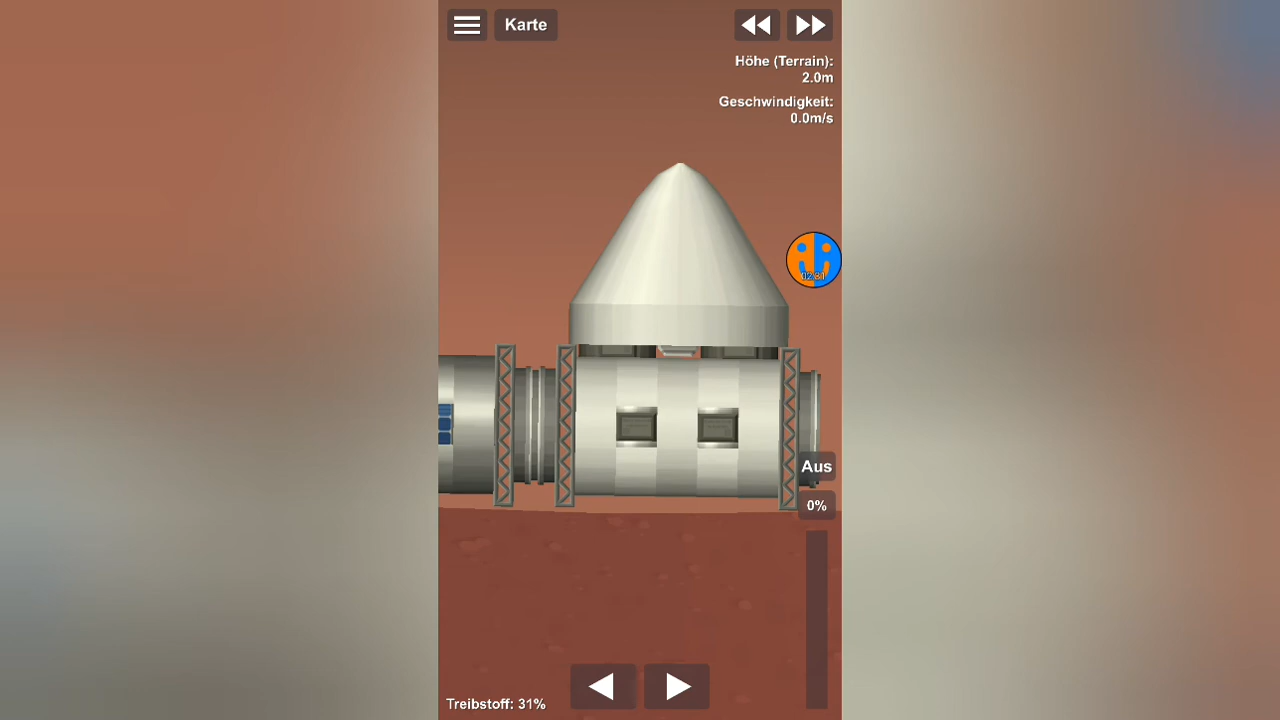 Karte
Höhe (Terrain):
2.0m
Geschwindigkeit:
0.0m/s
Aus
0%
Treibstoff: 31%